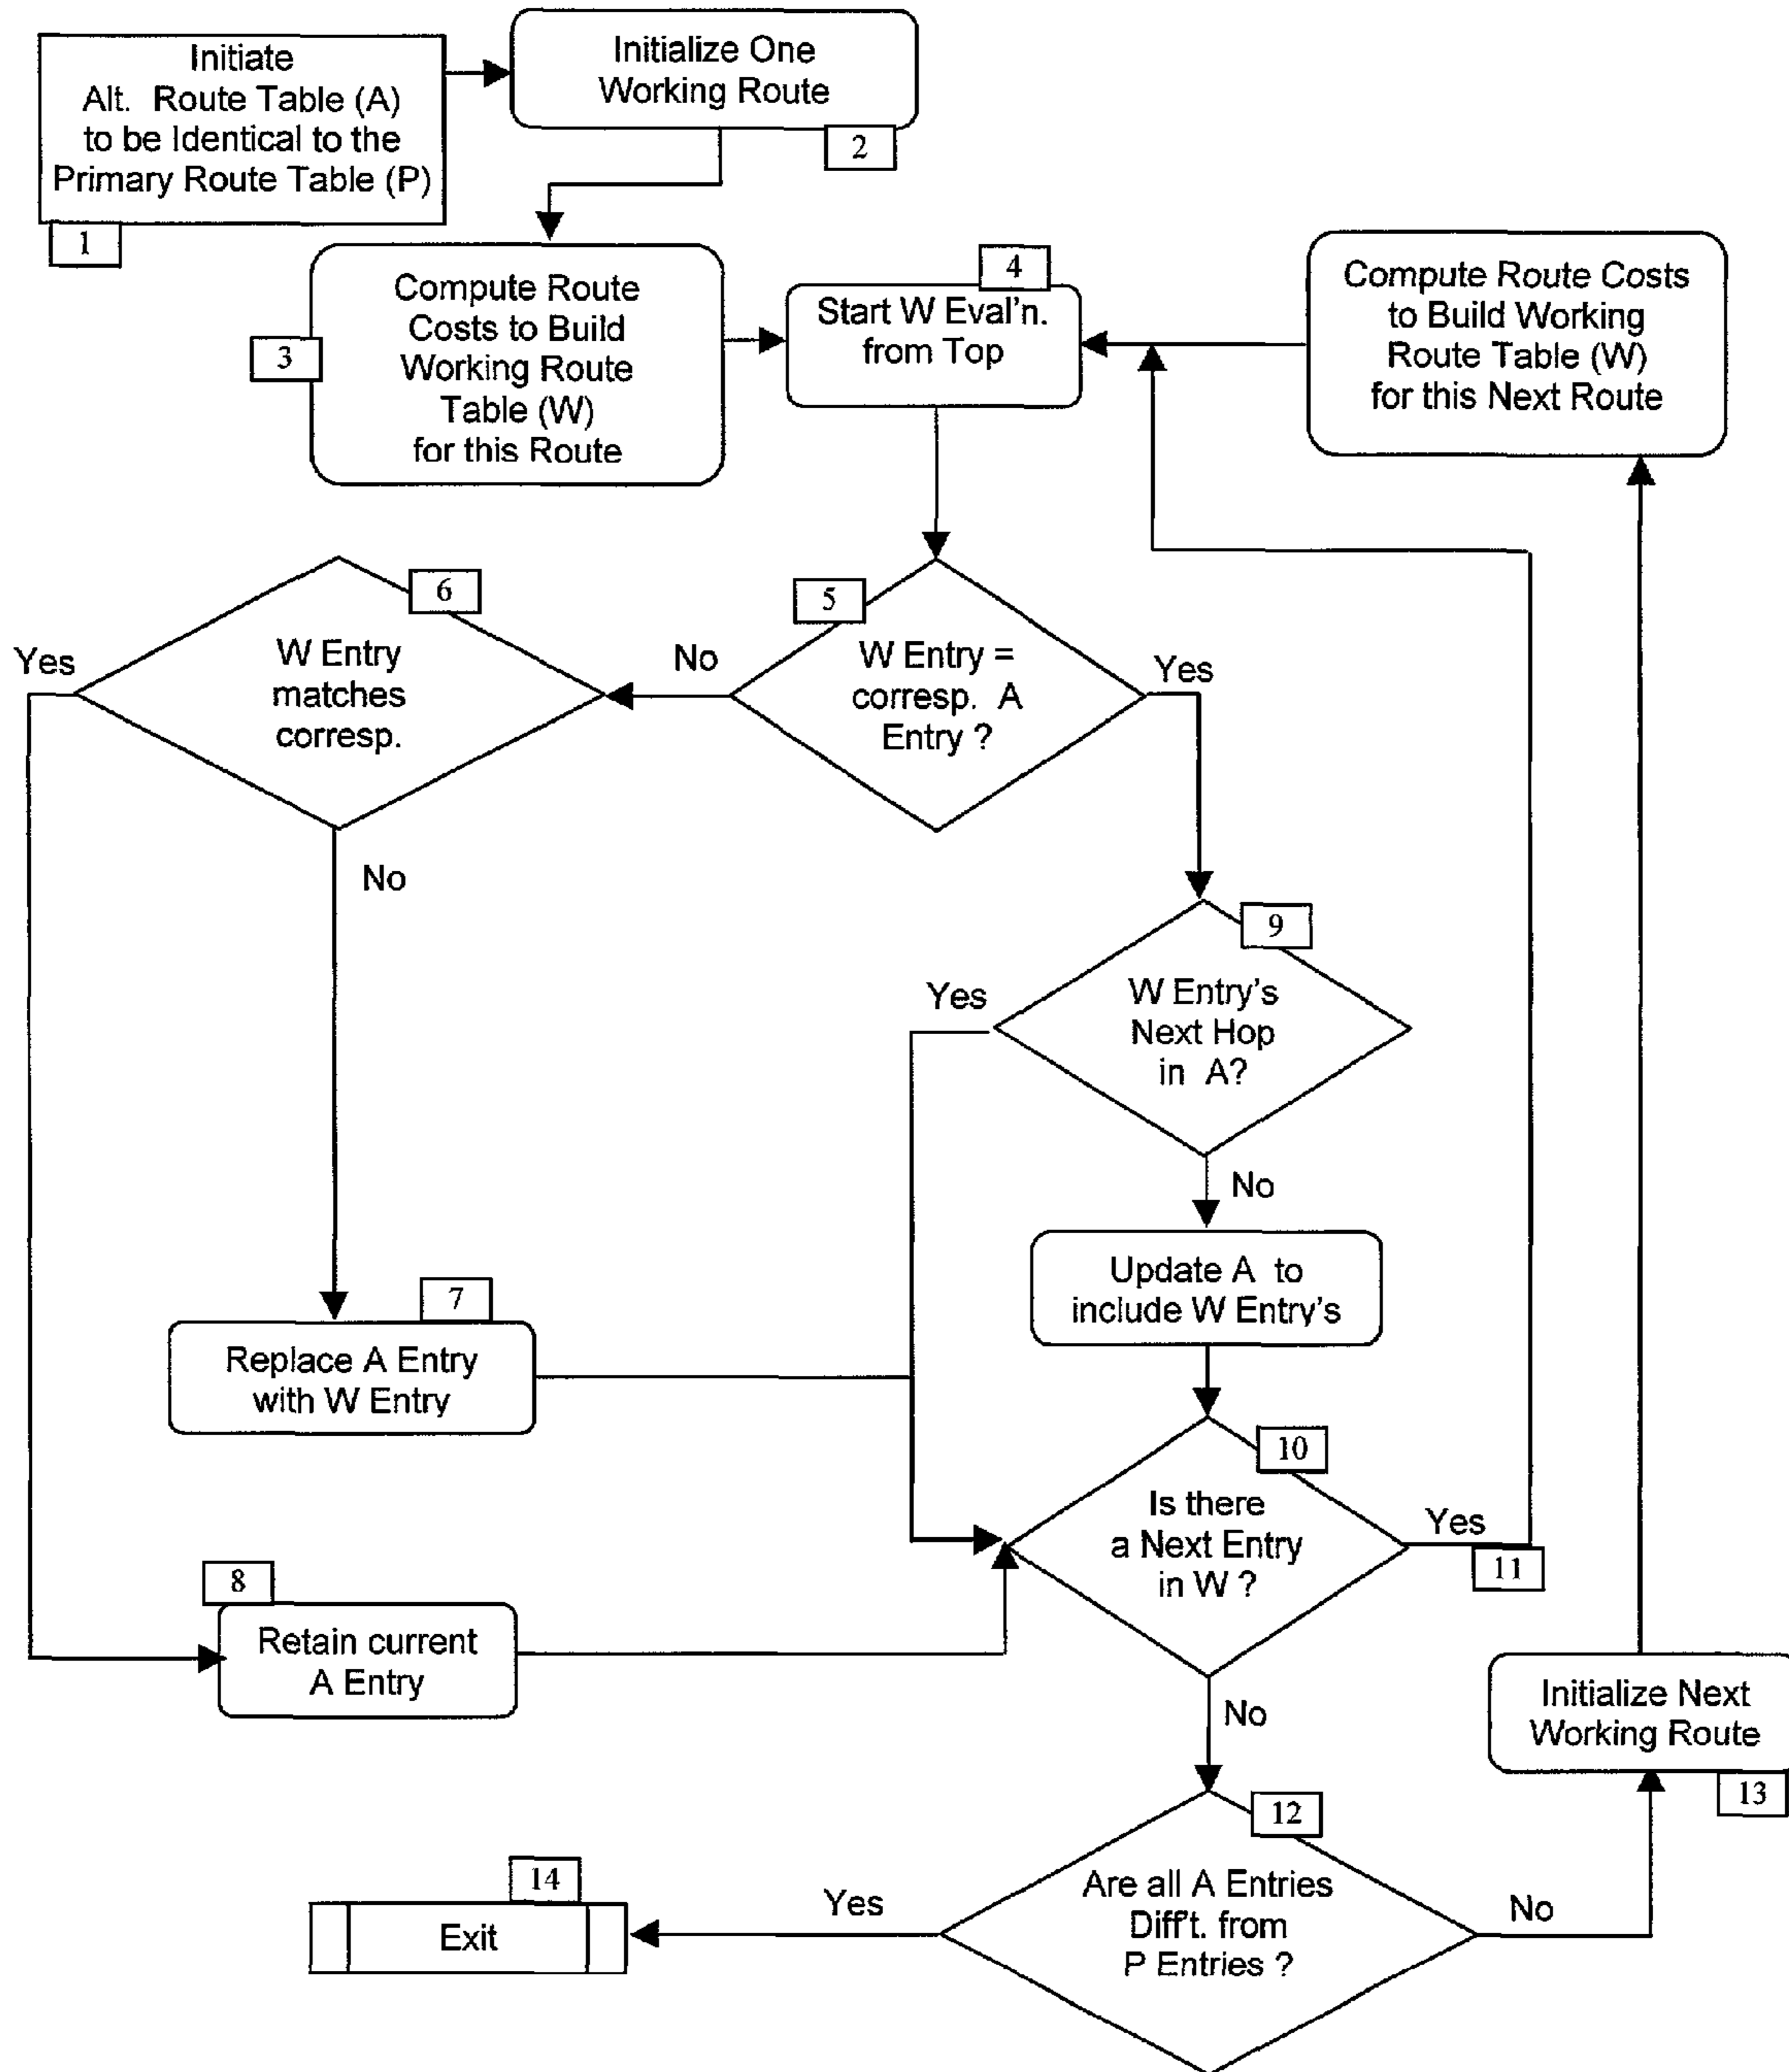 Initiate
Alt. Route Table (A)
to be Identical to the
Primary Route Table (P)
1
Initialize One
Working Route
2
Compute Route
Costs to Build
Working Route
Table (W)
for this Route
3
4
Start W Eval'n.
from Top
Compute Route Costs
to Build Working
Route Table (W)
for this Next Route
6
W Entry
matches
corresp.
Yes
No
5
W Entry =
corresp. A
Entry ?
No
Yes
9
W Entry's
Next Hop
in A?
Yes
No
Update A to
include W Entry's
7
Replace A Entry
with W Entry
10
Is there
a Next Entry
in W ?
Yes
11
No
8
Retain current
A Entry
Initialize Next
Working Route
13
12
Are all A Entries
Diff't. from
P Entries ?
Yes
No
14
Exit